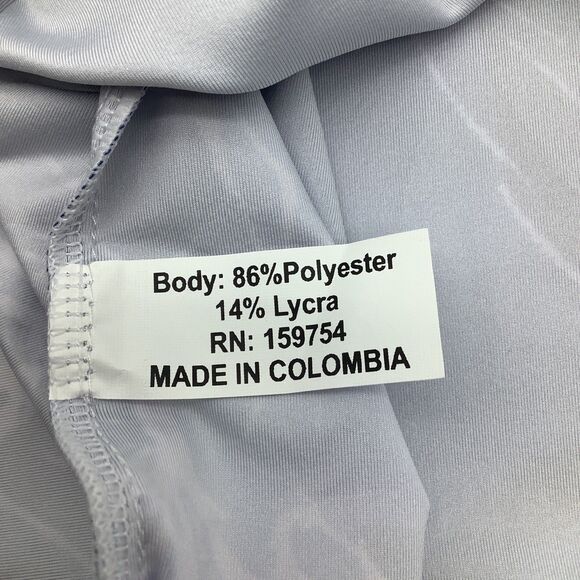 Body: 86%Polyester
14% Lycra
RN: 159754
MADE IN COLOMBIA